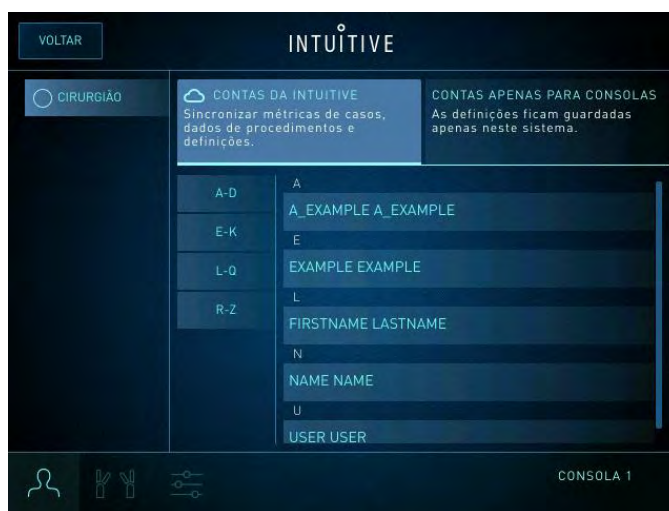 VOLTAR
INTUITIVE
CIRURGIÃO
CONTAS DA INTUITIVE
Sincronizar métricas de casos,
dados de procedimentos e
definições.
CONTAS APENAS PARA CONSOLAS
As definições ficam guardadas
apenas neste sistema.
A-D
E-K
L-Q
R-Z
A
A_EXAMPLE A_EXAMPLE
E
EXAMPLE EXAMPLE
L
FIRSTNAME LASTNAME
N
NAME NAME
U
USER USER
CONSOLA 1